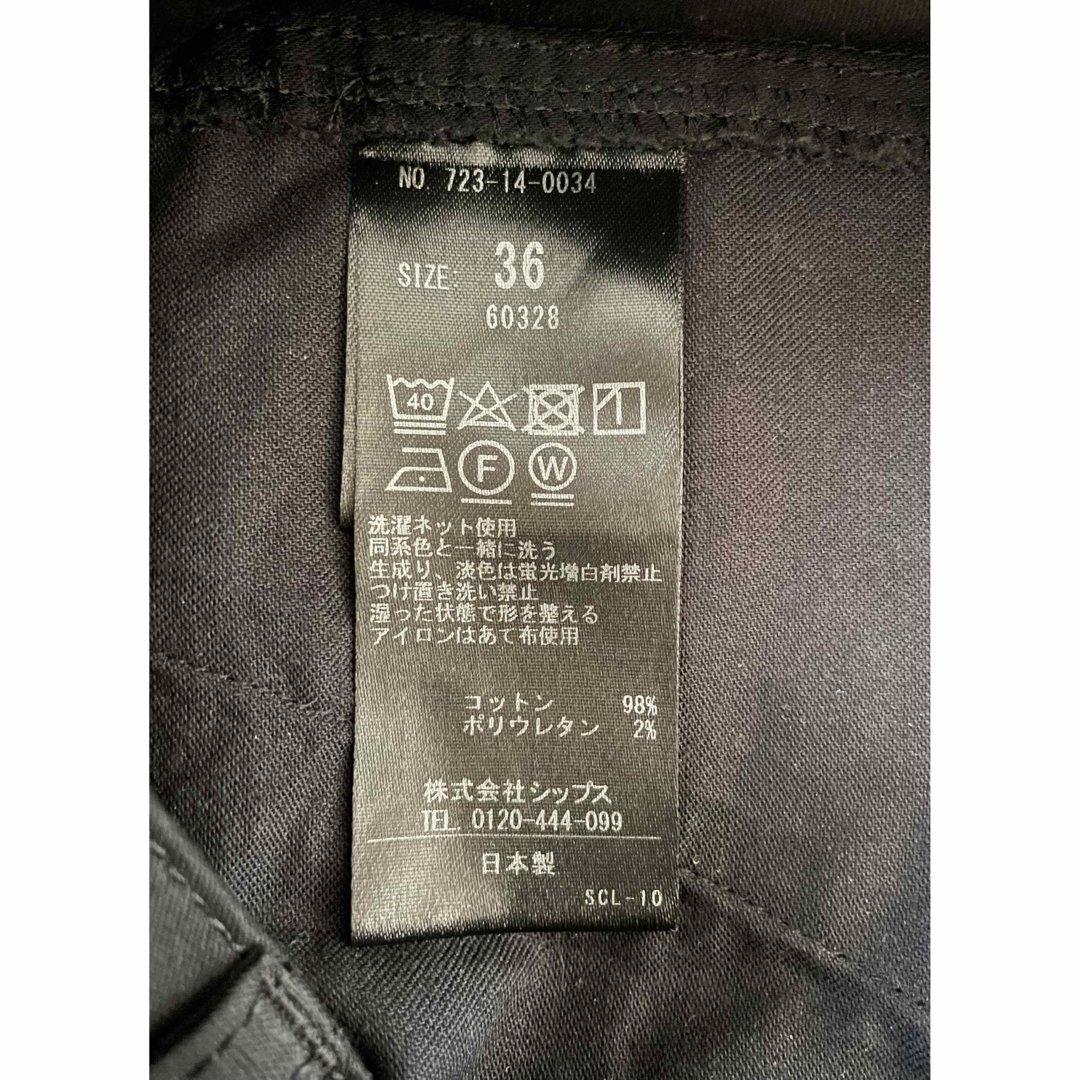 NO 723-14-0034
SIZE: 36
60328
40
F W
洗濯ネット使用
同系色と一緒に洗う
生成り、淡色は蛍光増白剤禁止
つけ置き洗い禁止
湿った状態で形を整える
アイロンはあて布使用
コットン 98%
ポリウレタン 2%
株式会社シップス
TEL 0120-444-099
日本製
SCL-10